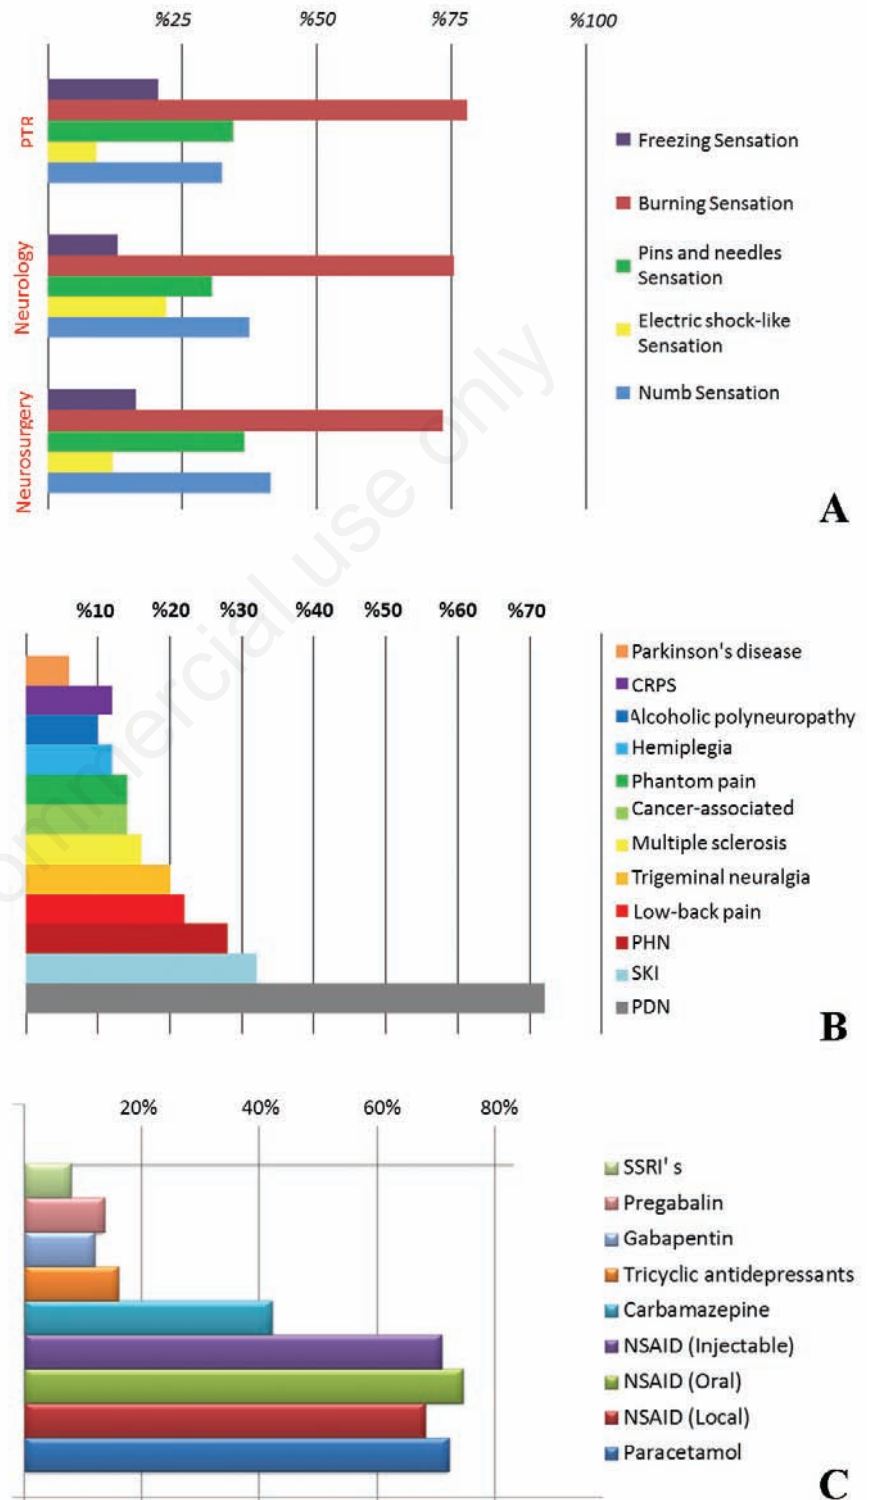 %25 %50 %75 %100
PTR
Neurology
Neurosurgery
Freezing Sensation
Burning Sensation
Pins and needles
Sensation
Electric shock-like
Sensation
Numb Sensation
A
%10 %20 %30 %40 %50 %60 %70
Parkinson's disease
CRPS
Alcoholic polyneuropathy
Hemiplegia
Phantom pain
Cancer-associated
Multiple sclerosis
Trigeminal neuralgia
Low-back pain
PHN
SKI
PDN
B
20% 40% 60% 80%
SSRI' s
Pregabalin
Gabapentin
Tricyclic antidepressants
Carbamazepine
NSAID (Injectable)
NSAID (Oral)
NSAID (Local)
Paracetamol
C
ommercial use only